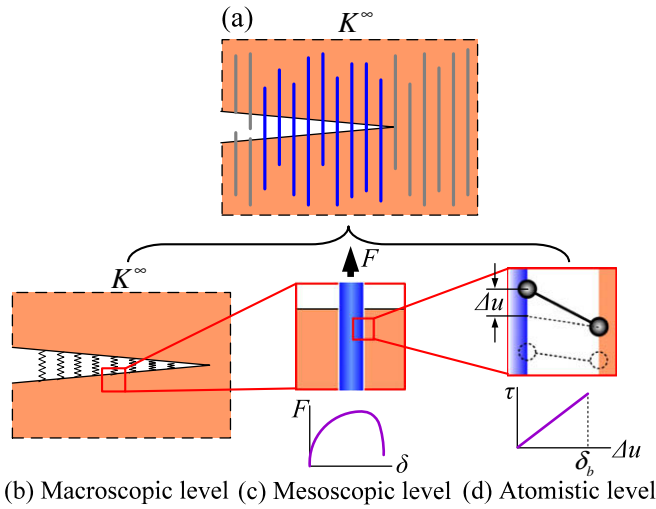 (a)
K∞
K∞
F
Δu
F
δ
τ
δb
Δu
(b) Macroscopic level (c) Mesoscopic level (d) Atomistic level